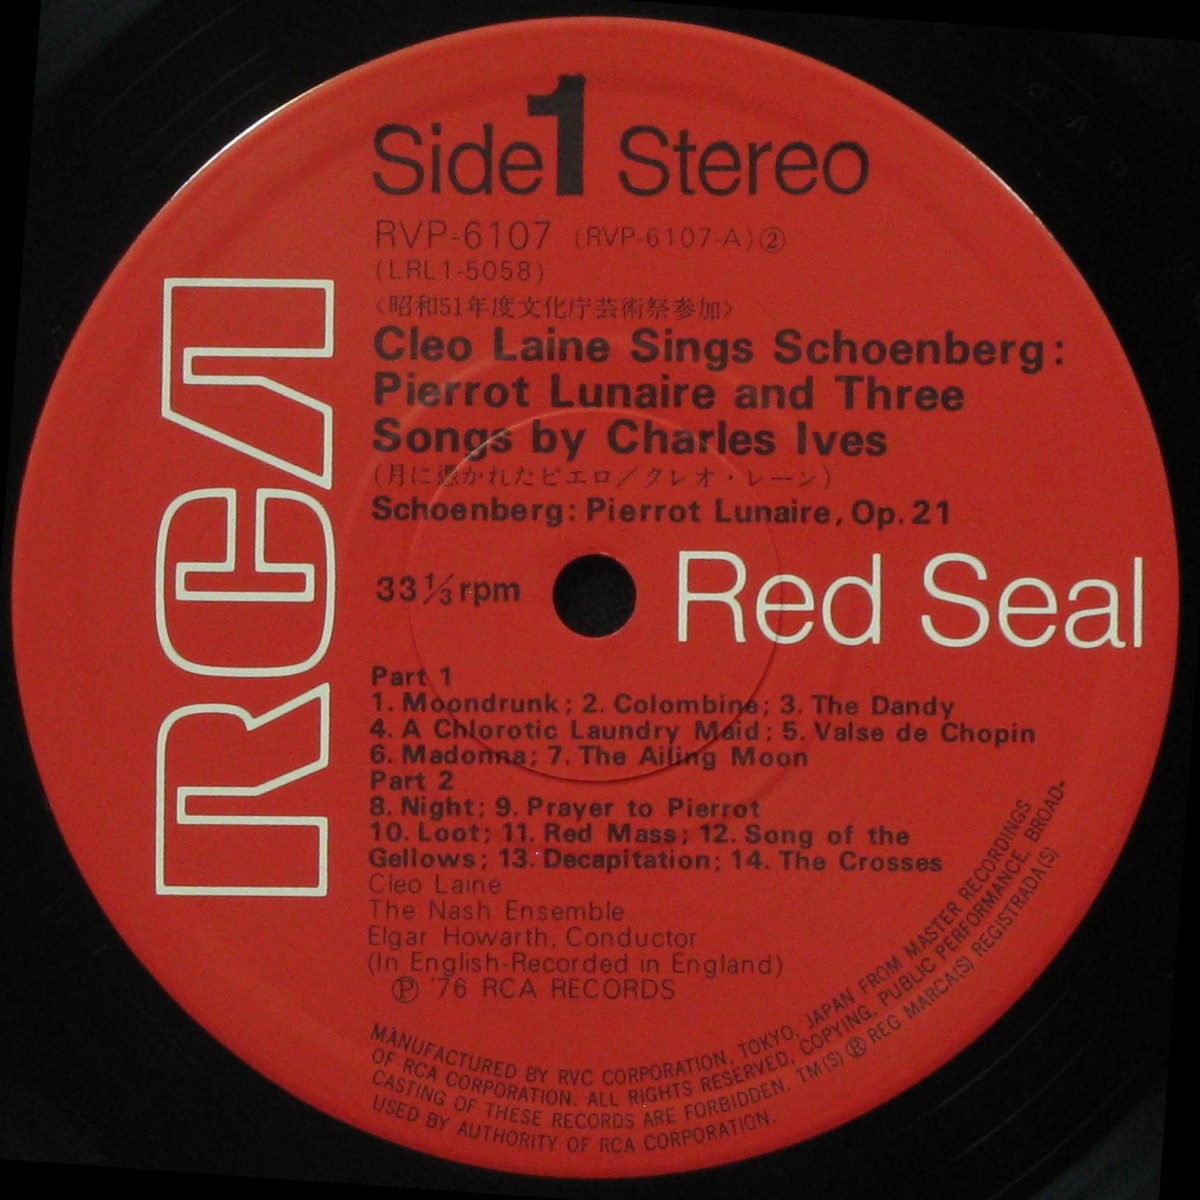 Side 1 Stereo
RVP-6107 (RVP-6107-A)②
(LRL1-5058)
〈昭和51年度文化庁芸術祭参加〉
Cleo Laine Sings Schoenberg:
Pierrot Lunaire and Three
Songs by Charles Ives
(月に憑かれたピエロ/クレオ・レーン)
Schoenberg: Pierrot Lunaire, Op. 21
33⅓ rpm
Red Seal
RCA
Part 1
1. Moondrunk; 2. Colombine; 3. The Dandy
4. A Chlorotic Laundry Maid; 5. Valse de Chopin
6. Madonna; 7. The Ailing Moon
Part 2
8. Night; 9. Prayer to Pierrot
10. Loot; 11. Red Mass; 12. Song of the
Gellows; 13. Decapitation; 14. The Crosses
Cleo Laine
The Nash Ensemble
Elgar Howarth, Conductor
(In English-Recorded in England)
Ⓟ '76 RCA RECORDS
MANUFACTURED BY RVC CORPORATION, TOKYO, JAPAN FROM MASTER RECORDINGS
OF RCA CORPORATION. ALL RIGHTS RESERVED, COPYING, PUBLIC PERFORMANCE, BROAD-
CASTING OF THESE RECORDS ARE FORBIDDEN. TM(S) ® REG MARCA(S) REGISTRADA(S)
USED BY AUTHORITY OF RCA CORPORATION.